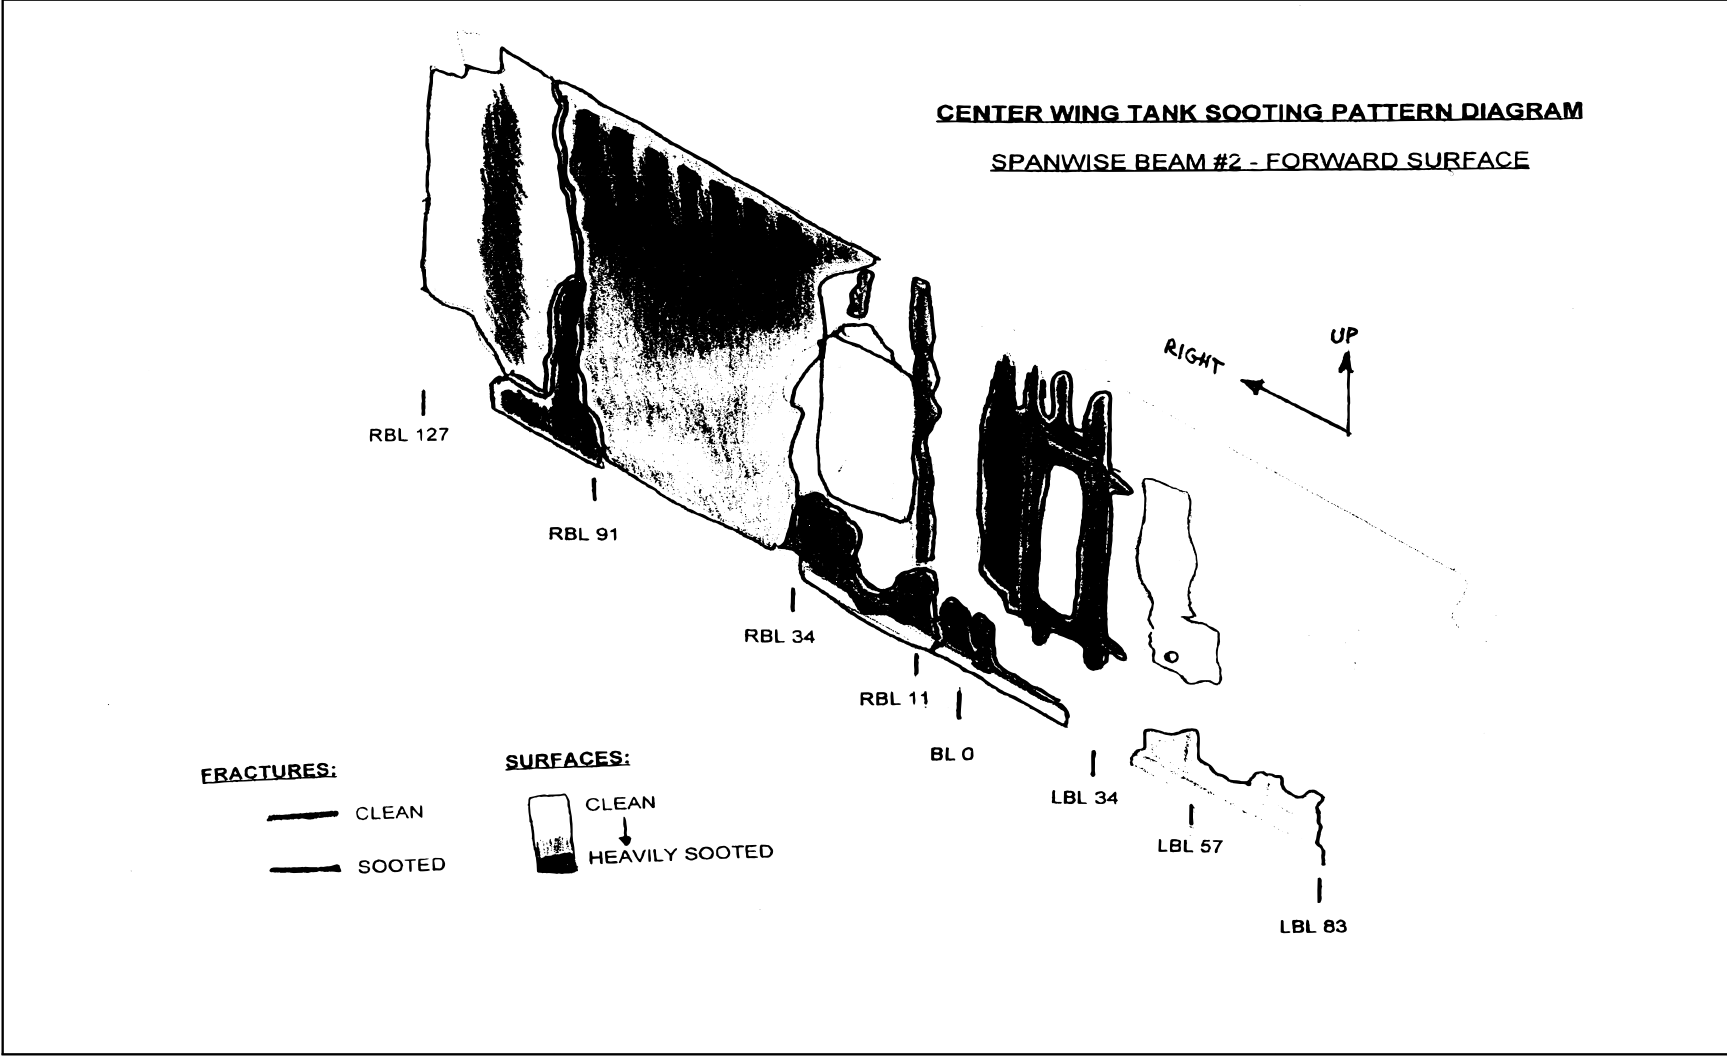 CENTER WING TANK SOOTING PATTERN DIAGRAM
SPANWISE BEAM #2 - FORWARD SURFACE
UP
RIGHT
RBL 127
RBL 91
RBL 34
RBL 11
BL 0
LBL 34
LBL 57
LBL 83
FRACTURES:
CLEAN
SOOTED
SURFACES:
CLEAN
HEAVILY SOOTED